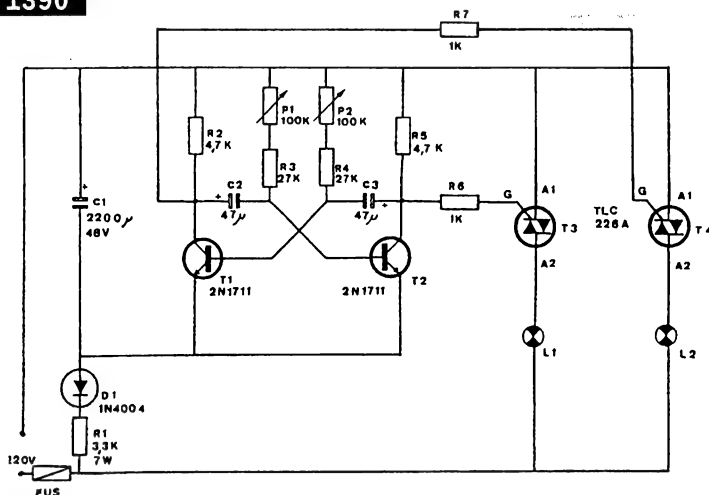 1390
R7
1K
P1
100K
P2
100K
R2
4,7K
R5
4,7K
R3
27K
R4
27K
C1
2200µ
48V
+
C2
47µ
+
C3
47µ
+
R6
1K
G
A1
T3
A2
TLC
226A
G
A1
T4
A2
T1
2N1711
2N1711
T2
L1
L2
D1
1N4004
R1
3,3K
7W
120V
FUS